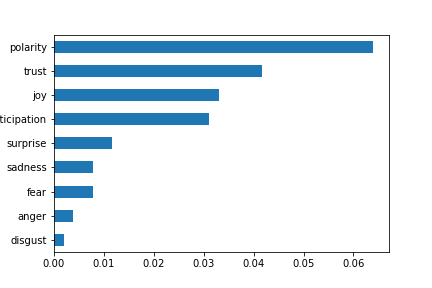 polarity
trust
joy
ticipation
surprise
sadness
fear
anger
disgust
0.00 0.01 0.02 0.03 0.04 0.05 0.06